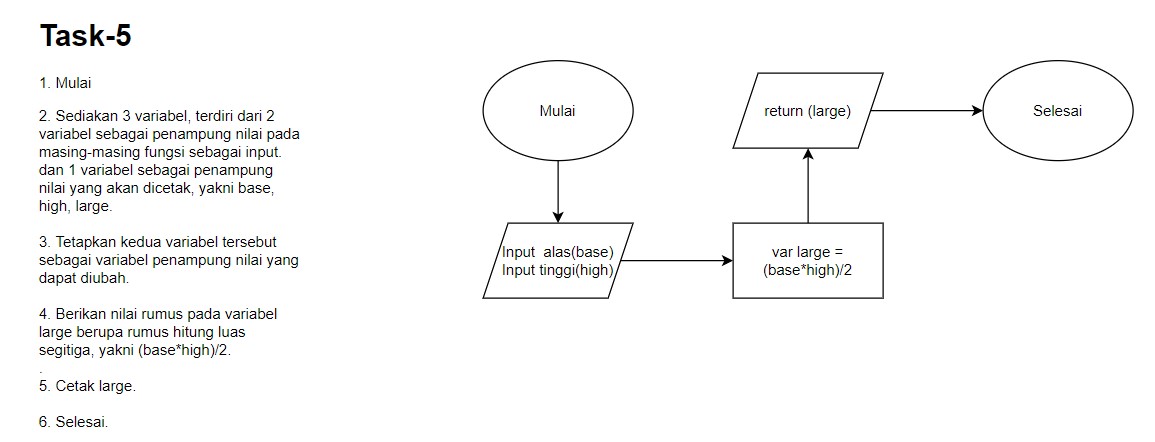 Task-5
1. Mulai
2. Sediakan 3 variabel, terdiri dari 2
variabel sebagai penampung nilai pada
masing-masing fungsi sebagai input.
dan 1 variabel sebagai penampung
nilai yang akan dicetak, yakni base,
high, large.
3. Tetapkan kedua variabel tersebut
sebagai variabel penampung nilai yang
dapat diubah.
4. Berikan nilai rumus pada variabel
large berupa rumus hitung luas
segitiga, yakni (base*high)/2.
.
5. Cetak large.
6. Selesai.
Mulai
Input  alas(base)
Input tinggi(high)
var large =
(base*high)/2
return (large)
Selesai